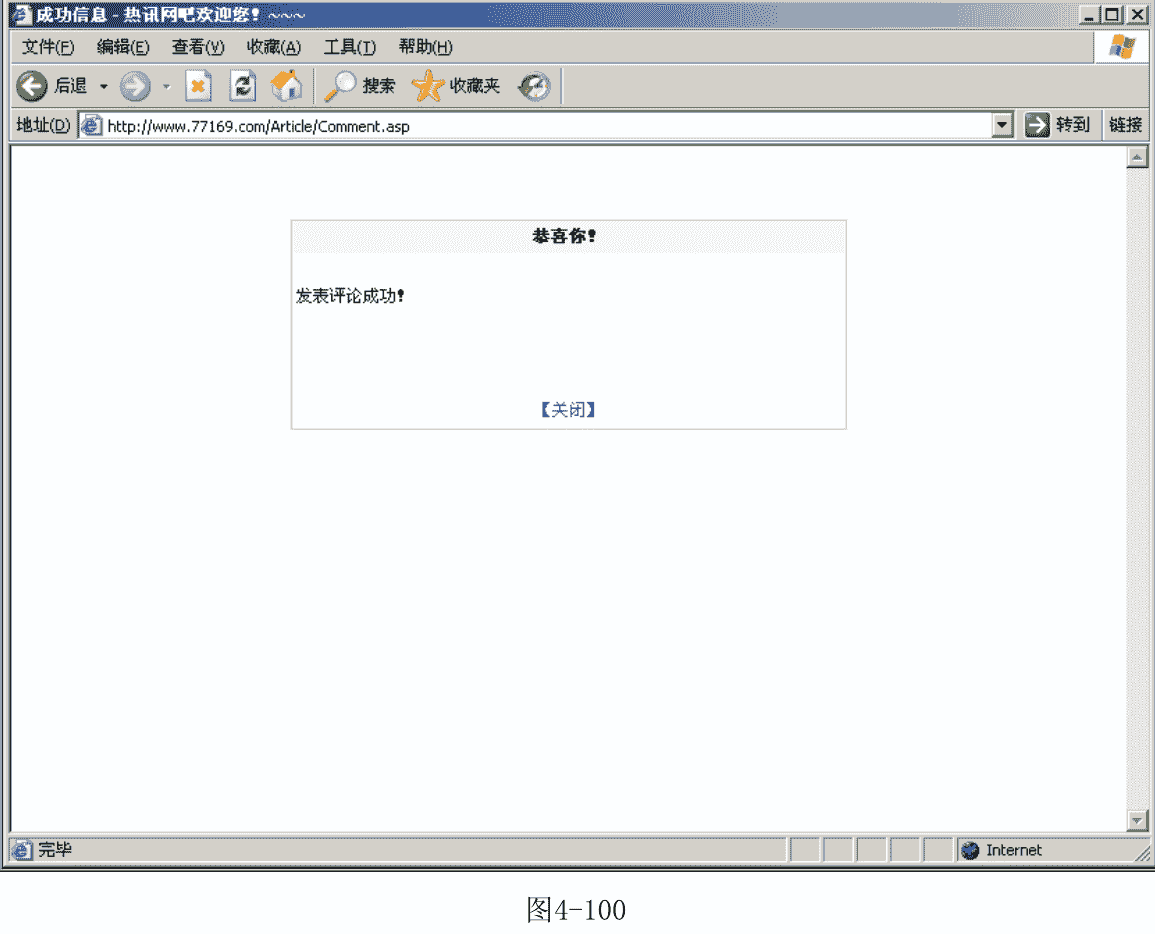 成功信息 - 热讯网吧欢迎您！ ~~~
文件(F) 编辑(E) 查看(V) 收藏(A) 工具(T) 帮助(H)
后退 搜索 收藏夹
地址(D) http://www.77169.com/Article/Comment.asp 转到 链接
恭喜你！
发表评论成功！
【关闭】
完毕 Internet
图4-100